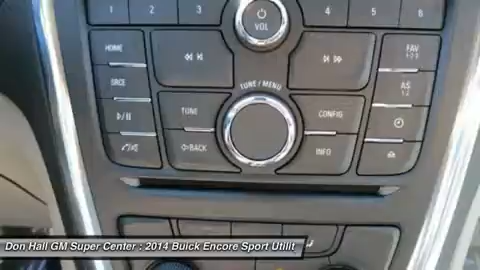 1 2 3 4 5 6
VOL
HOME
FAV
1-2-3
SRCE
TUNE / MENU
AS
1-2
TONE
CONFIG
BACK
INFO
Don Hall GM Super Center : 2014 Buick Encore Sport Utilit